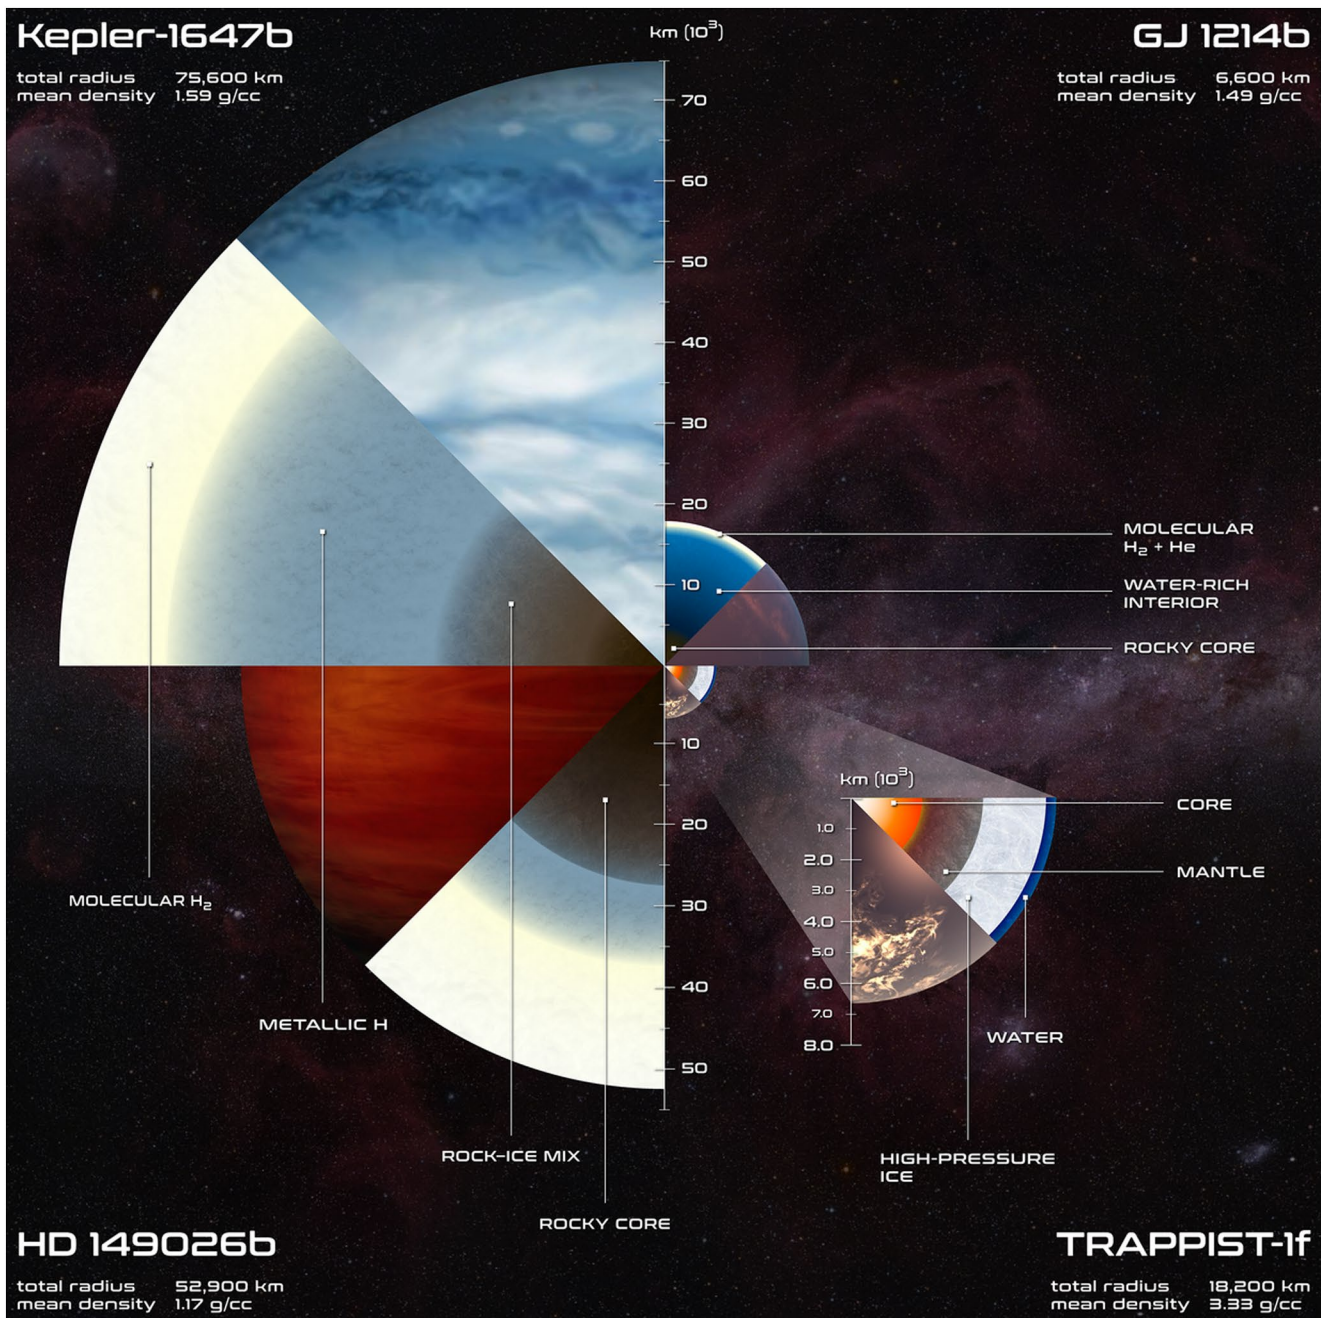 Kepler-1647b
total radius 75,600 km
mean density 1.59 g/cc
km (10³)
GJ 1214b
total radius 6,600 km
mean density 1.49 g/cc
70
60
50
40
30
20
10
MOLECULAR
H₂ + He
WATER-RICH
INTERIOR
ROCKY CORE
10
20
30
40
50
km (10³)
1.0
2.0
3.0
4.0
5.0
6.0
7.0
8.0
CORE
MANTLE
WATER
HIGH-PRESSURE
ICE
MOLECULAR H₂
METALLIC H
ROCK-ICE MIX
ROCKY CORE
HD 149026b
total radius 52,900 km
mean density 1.17 g/cc
TRAPPIST-1f
total radius 18,200 km
mean density 3.33 g/cc